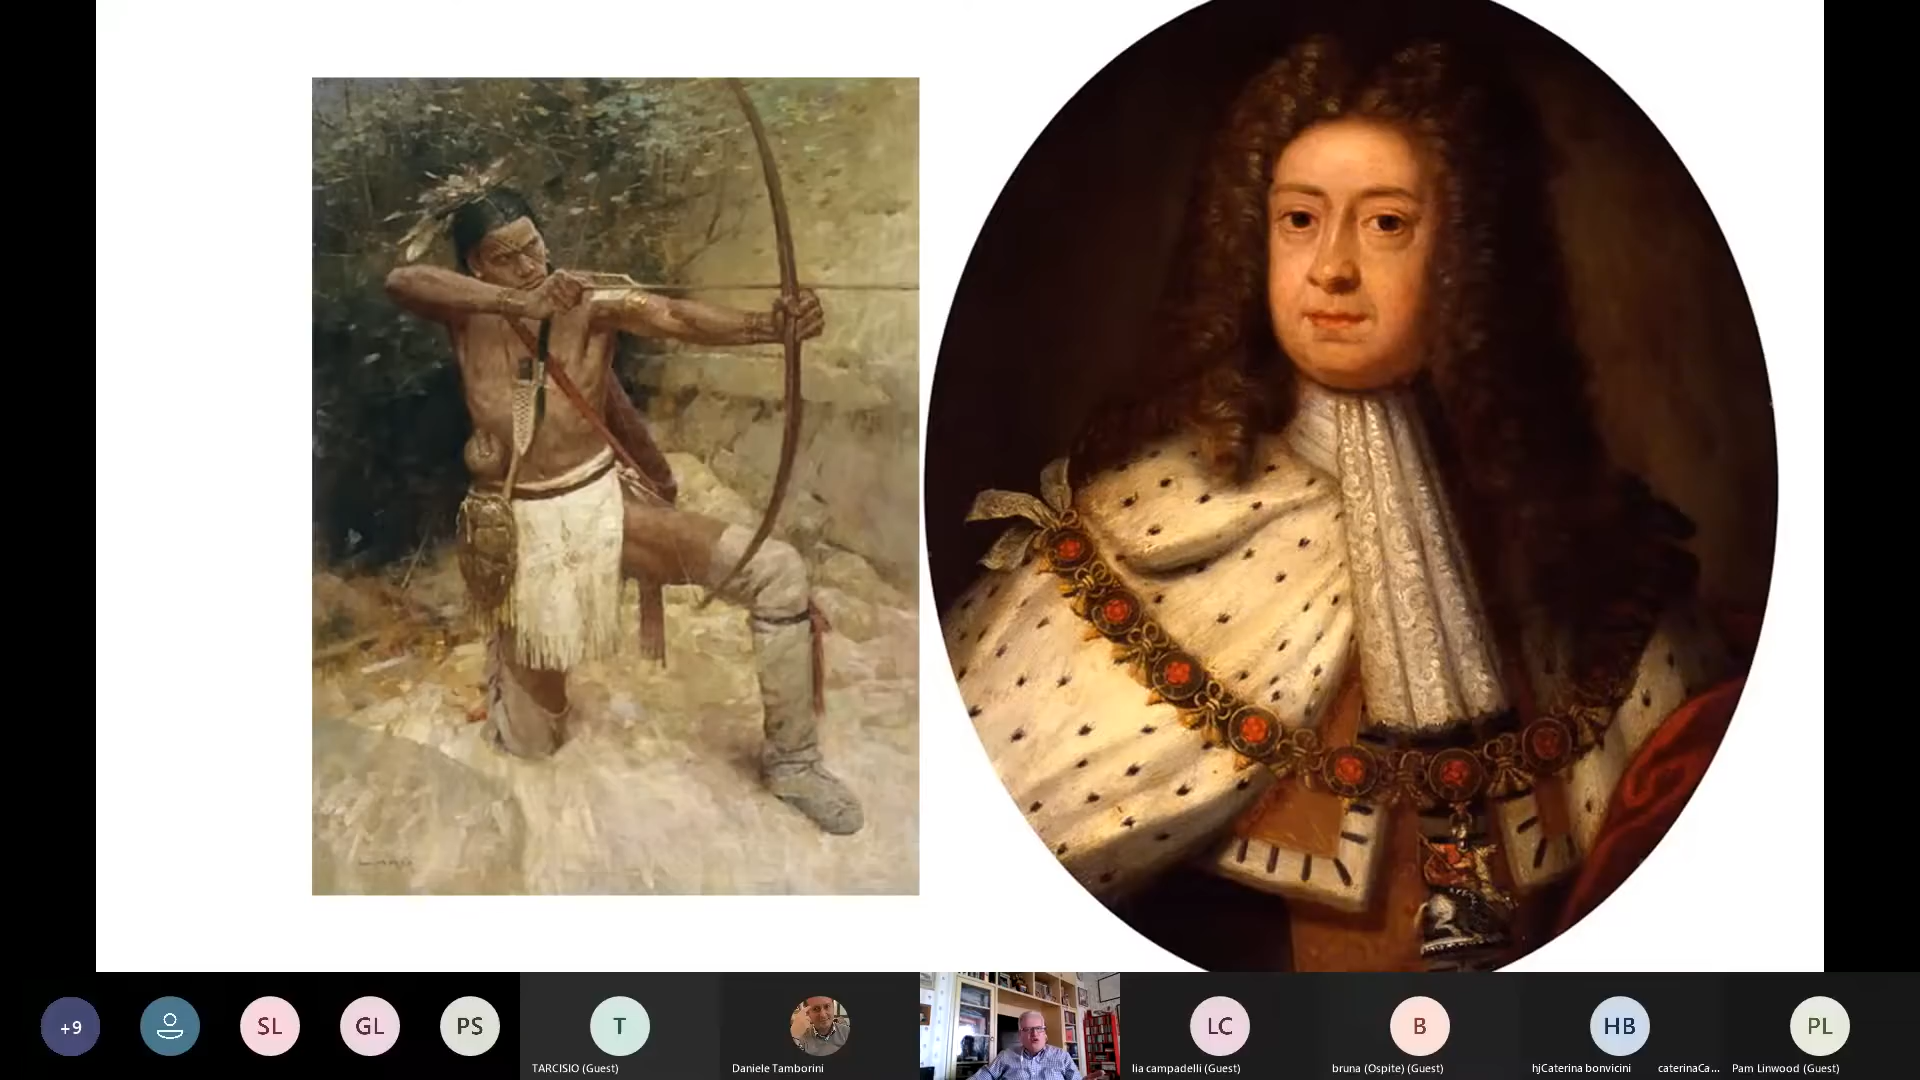 +9
SL
GL
PS
T
TARCISIO (Guest)
Daniele Tamborini
LC
lia campadelli (Guest)
B
bruna (Ospite) (Guest)
HB
hjCaterina bonvicini
caterinaCa...
PL
Pam Linwood (Guest)